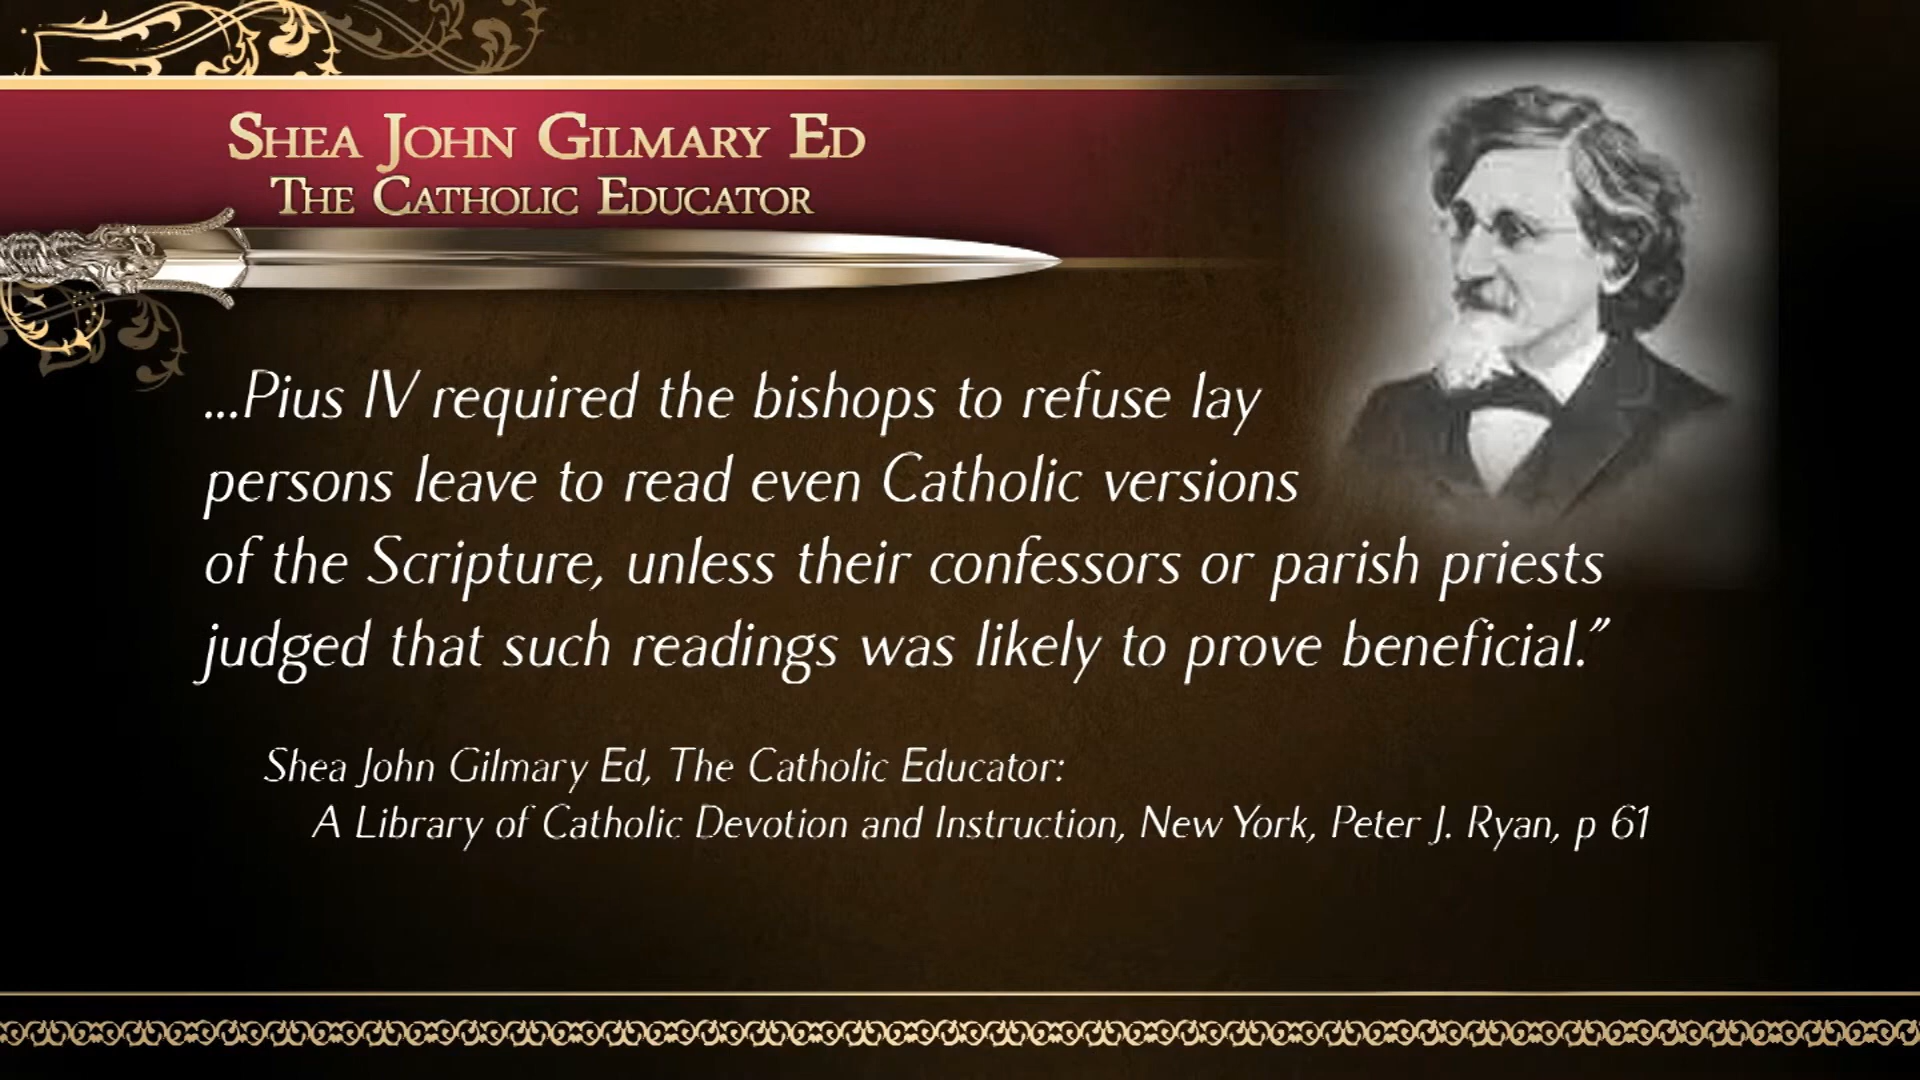 SHEA JOHN GILMARY ED
THE CATHOLIC EDUCATOR
...Pius IV required the bishops to refuse lay
persons leave to read even Catholic versions
of the Scripture, unless their confessors or parish priests
judged that such readings was likely to prove beneficial.”
Shea John Gilmary Ed, The Catholic Educator:
A Library of Catholic Devotion and Instruction, New York, Peter J. Ryan, p 61